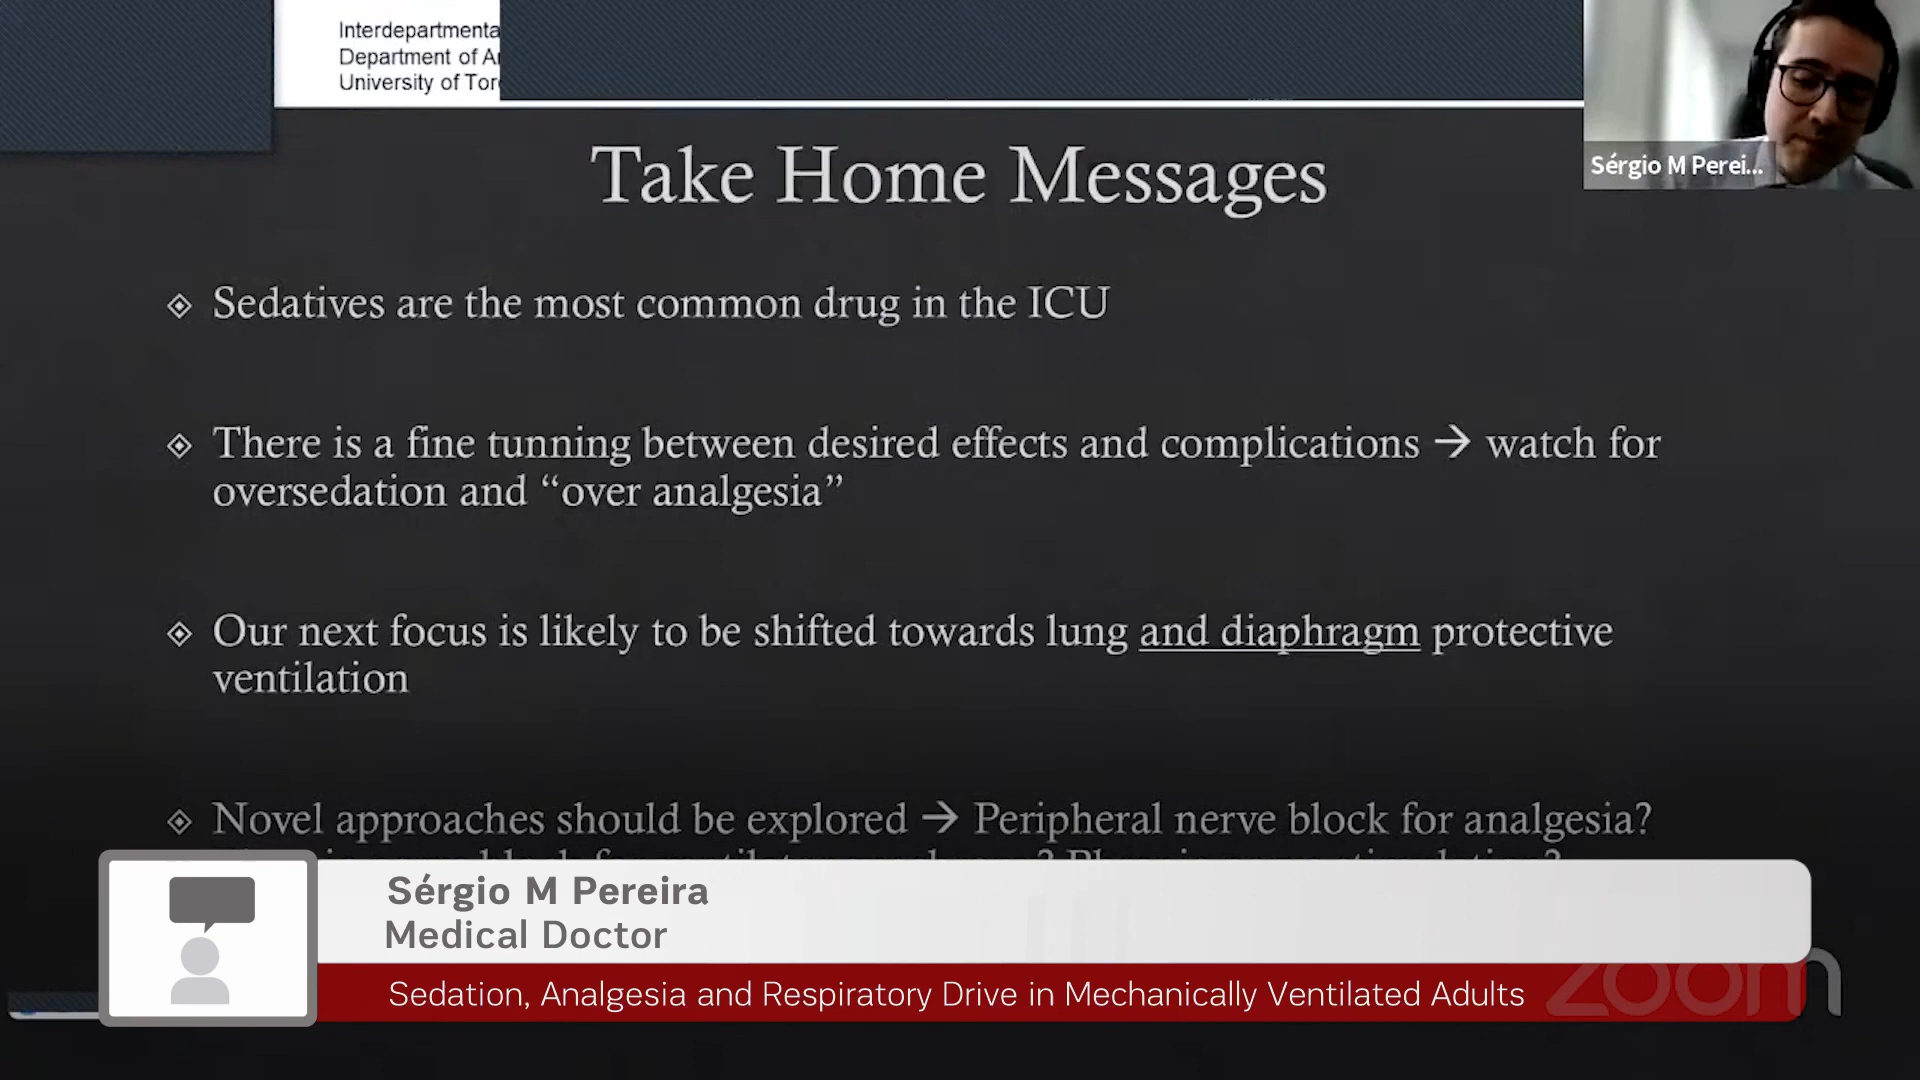 Interdepartmenta
Department of A
University of Tor
Sérgio M Perei...
Take Home Messages
Sedatives are the most common drug in the ICU
There is a fine tunning between desired effects and complications → watch for
oversedation and “over analgesia”
Our next focus is likely to be shifted towards lung and diaphragm protective
ventilation
Novel approaches should be explored → Peripheral nerve block for analgesia?
Sérgio M Pereira
Medical Doctor
Sedation, Analgesia and Respiratory Drive in Mechanically Ventilated Adults
zoom